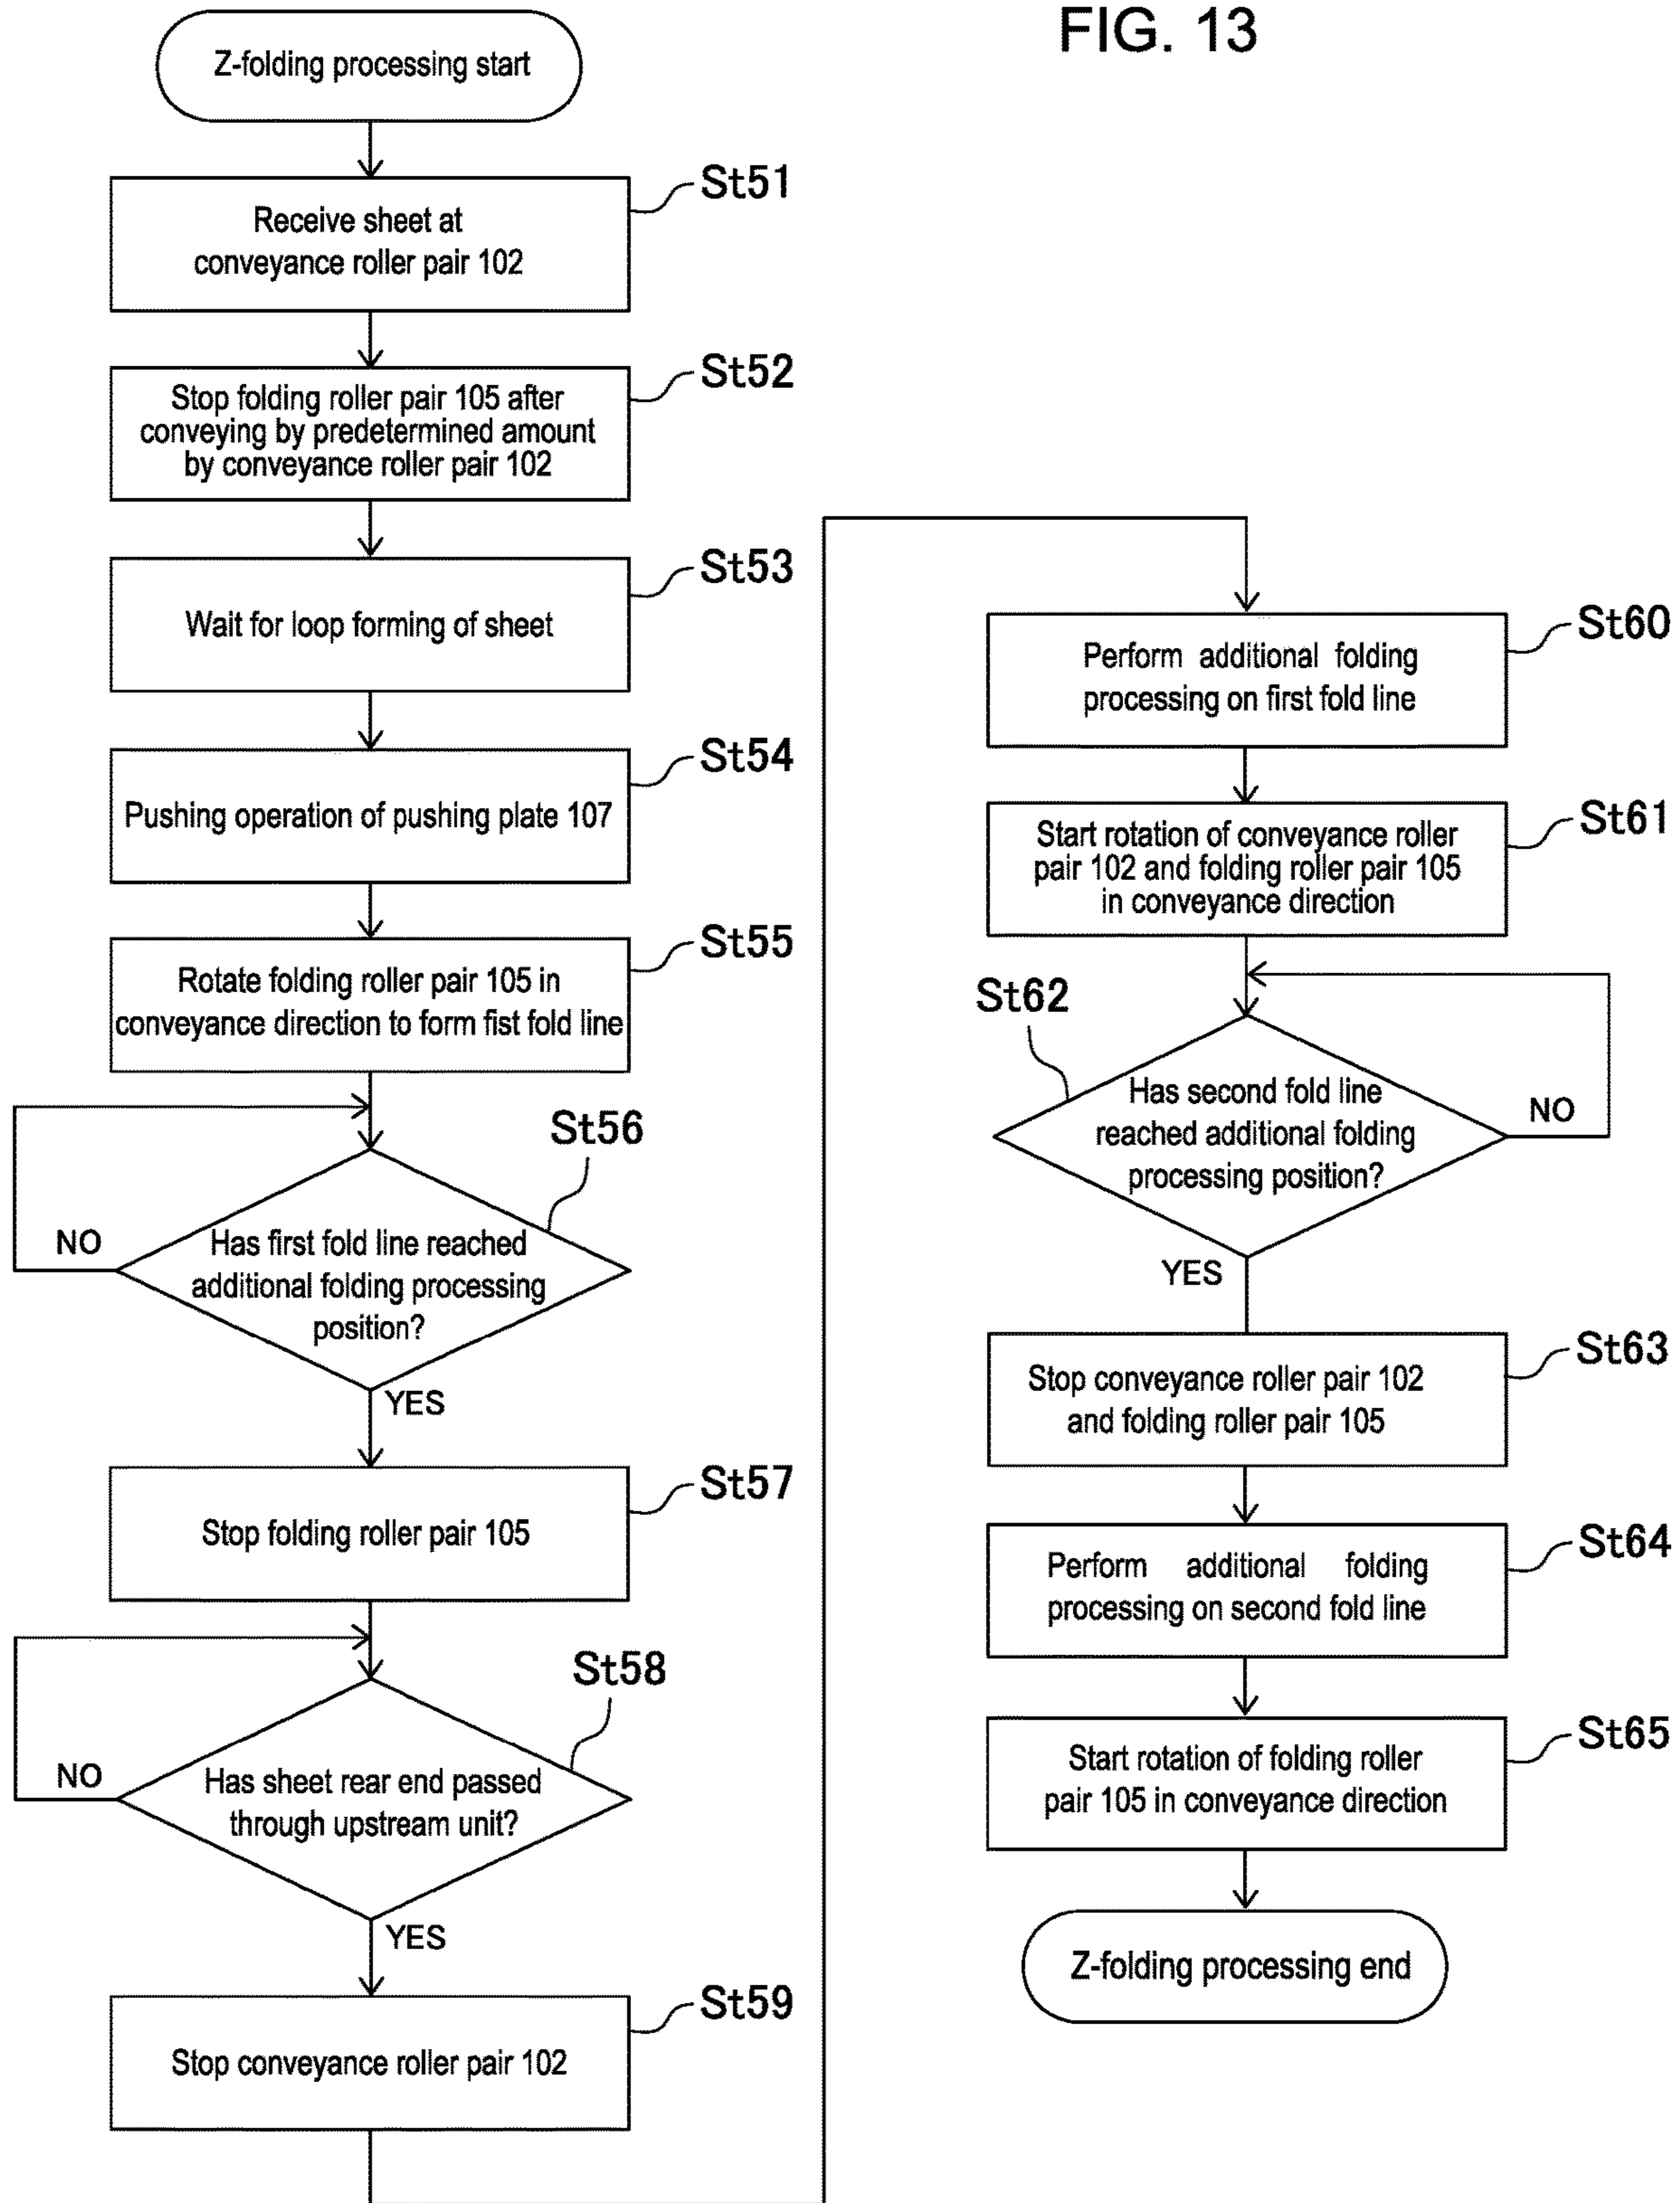 FIG. 13
Z-folding processing start
St51
Receive sheet at
conveyance roller pair 102
St52
Stop folding roller pair 105 after
conveying by predetermined amount
by conveyance roller pair 102
St53
Wait for loop forming of sheet
St54
Pushing operation of pushing plate 107
St55
Rotate folding roller pair 105 in
conveyance direction to form fist fold line
St56
Has first fold line reached
additional folding processing
position?
NO
YES
St57
Stop folding roller pair 105
St58
Has sheet rear end passed
through upstream unit?
NO
YES
St59
Stop conveyance roller pair 102
St60
Perform additional folding
processing on first fold line
St61
Start rotation of conveyance roller
pair 102 and folding roller pair 105
in conveyance direction
St62
Has second fold line
reached additional folding
processing position?
NO
YES
St63
Stop conveyance roller pair 102
and folding roller pair 105
St64
Perform additional folding
processing on second fold line
St65
Start rotation of folding roller
pair 105 in conveyance direction
Z-folding processing end